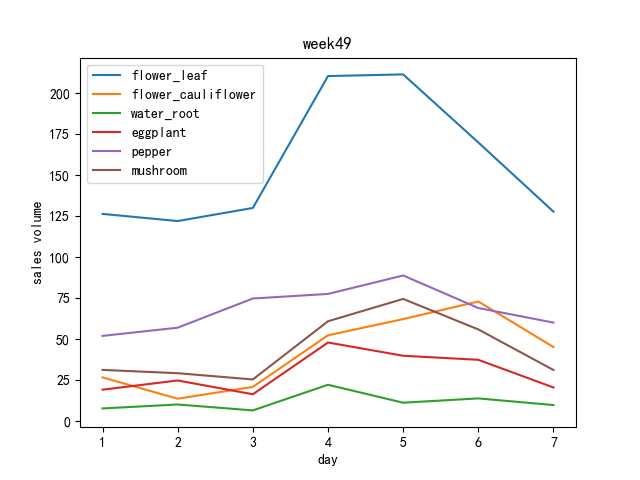 week49
flower_leaf
flower_cauliflower
water_root
eggplant
pepper
mushroom
sales volume
200
175
150
125
100
75
50
25
0
1 2 3 4 5 6 7
day